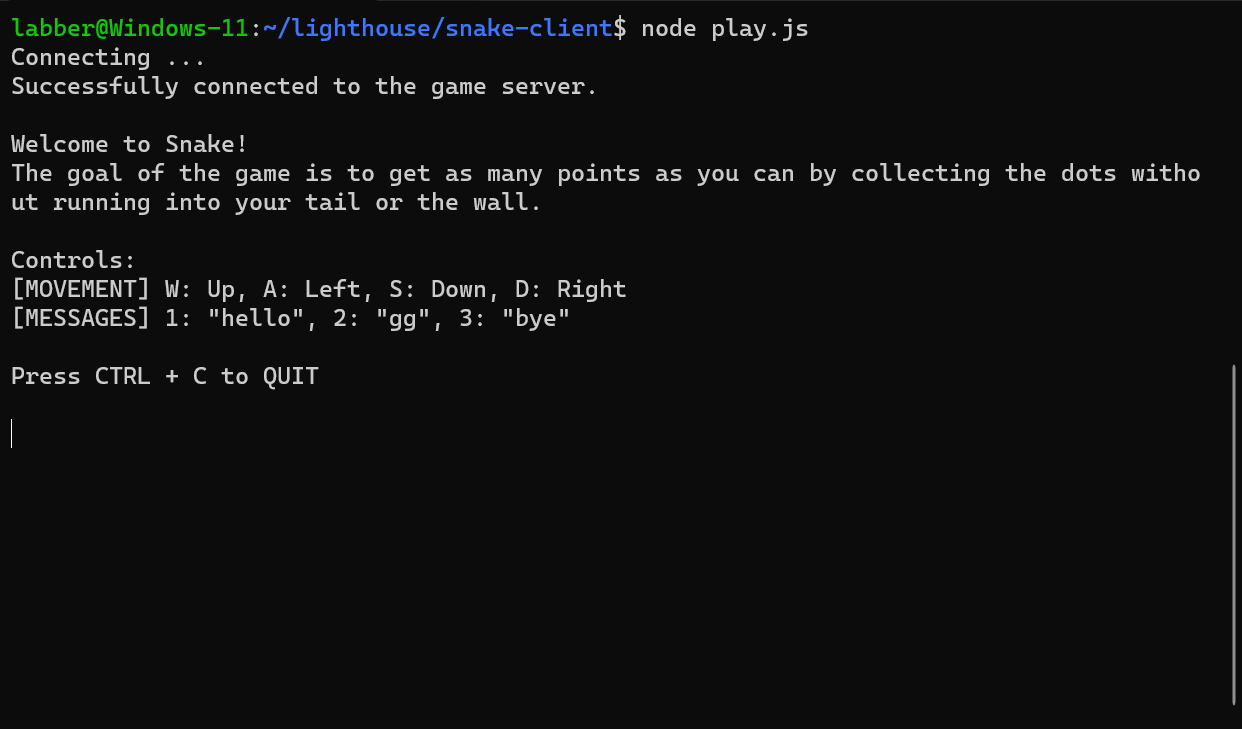 labber@Windows-11:~/lighthouse/snake-client$ node play.js
Connecting ...
Successfully connected to the game server.
Welcome to Snake!
The goal of the game is to get as many points as you can by collecting the dots witho
ut running into your tail or the wall.
Controls:
[MOVEMENT] W: Up, A: Left, S: Down, D: Right
[MESSAGES] 1: "hello", 2: "gg", 3: "bye"
Press CTRL + C to QUIT